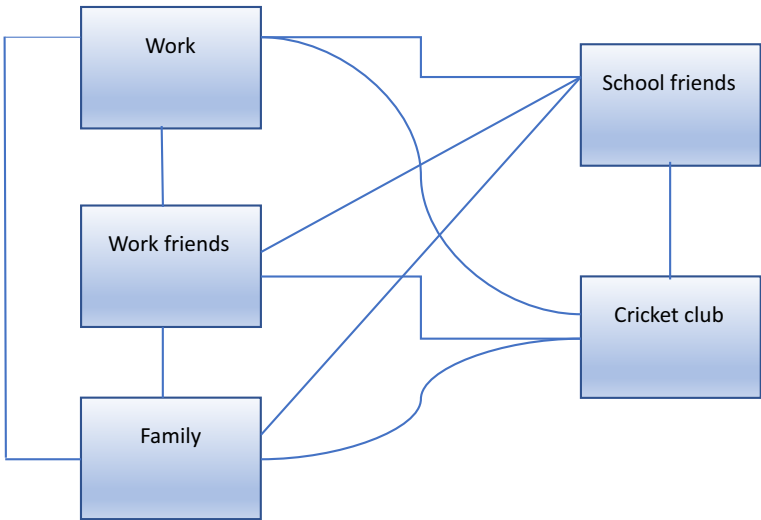 Work
School friends
Work friends
Cricket club
Family